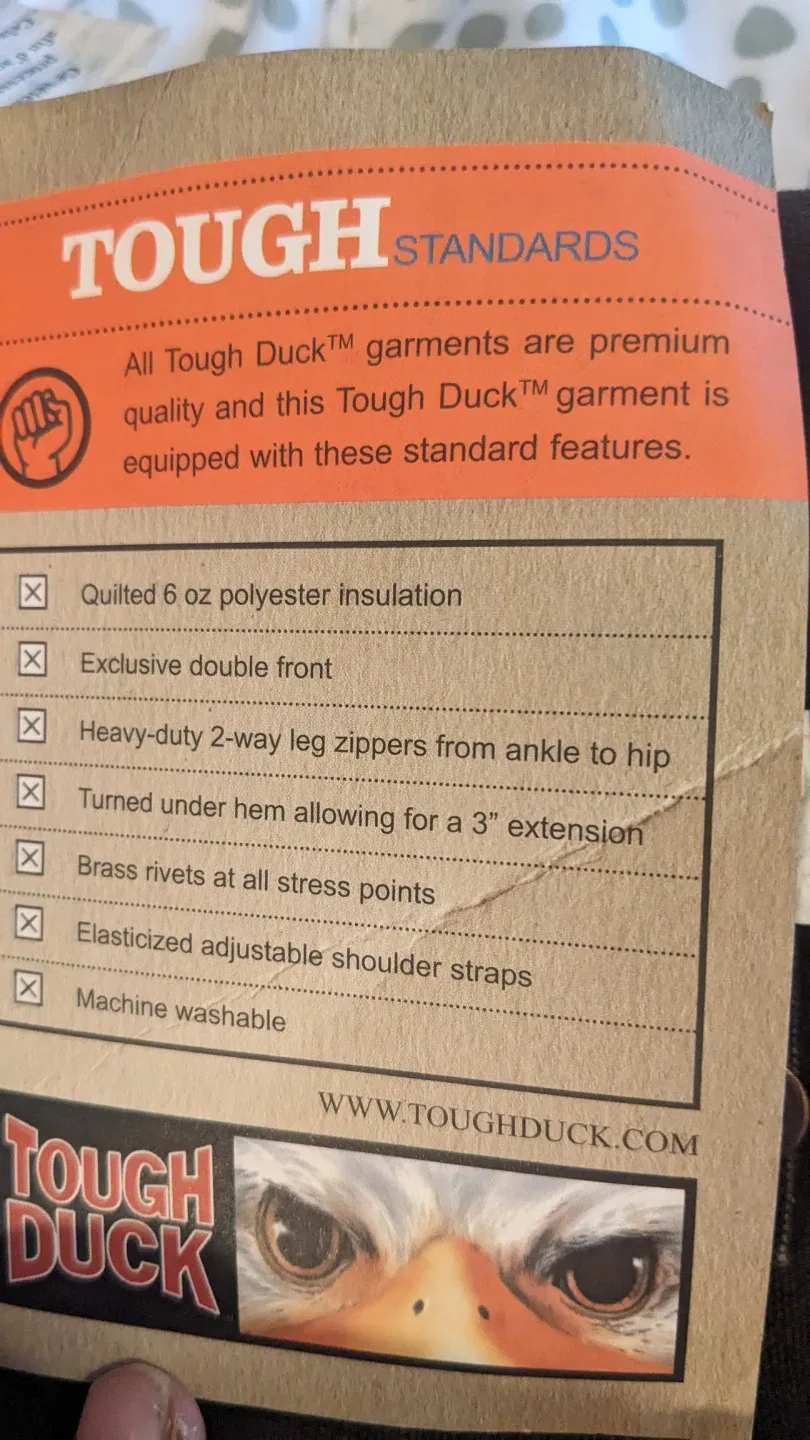 TOUGH STANDARDS
All Tough Duck™ garments are premium
quality and this Tough Duck™ garment is
equipped with these standard features.
☒ Quilted 6 oz polyester insulation
☒ Exclusive double front
☒ Heavy-duty 2-way leg zippers from ankle to hip
☒ Turned under hem allowing for a 3” extension
☒ Brass rivets at all stress points
☒ Elasticized adjustable shoulder straps
☒ Machine washable
WWW.TOUGHDUCK.COM
TOUGH
DUCK